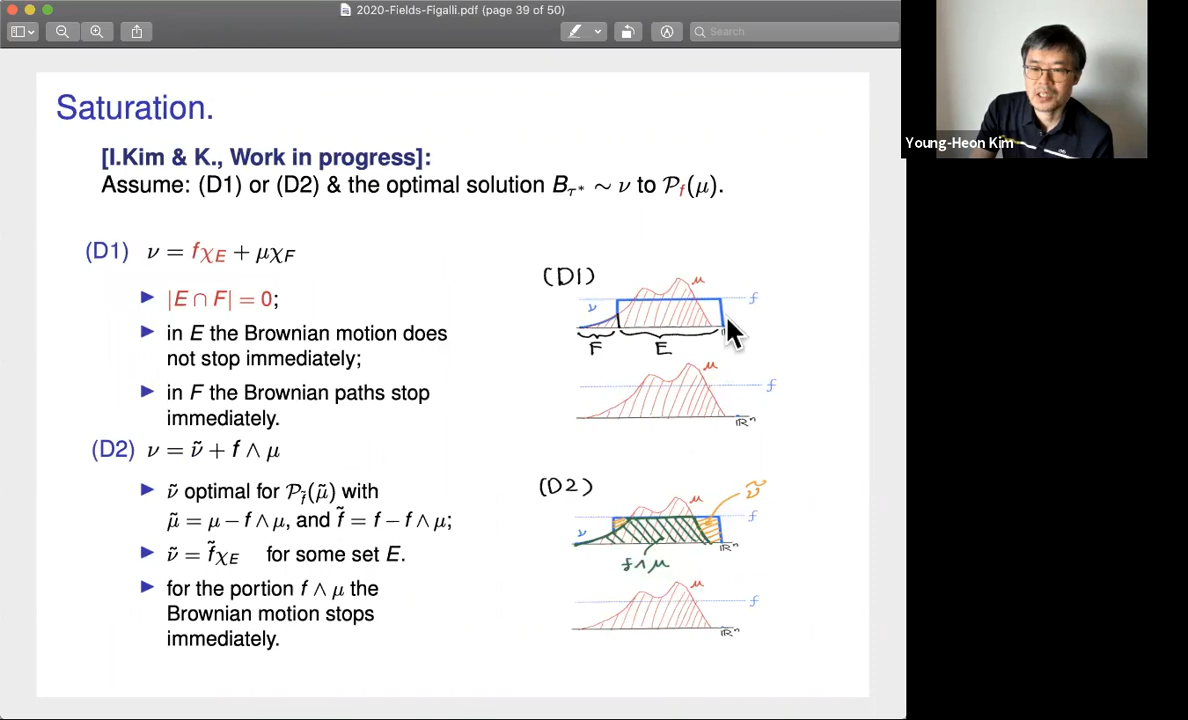 2020-Fields-Figalli.pdf (page 39 of 50)
Search
Young-Heon Kim
Saturation.
[I.Kim & K., Work in progress]:
Assume: (D1) or (D2) & the optimal solution B_τ* ∼ ν to 𝒫_f(μ).
(D1) ν = fχ_E + μχ_F
|E ∩ F| = 0;
in E the Brownian motion does
not stop immediately;
in F the Brownian paths stop
immediately.
(D2) ν = ν̃ + f ∧ μ
ν̃ optimal for 𝒫_f̃(μ̃) with
μ̃ = μ − f ∧ μ, and f̃ = f − f ∧ μ;
ν̃ = f̃χ_E for some set E.
for the portion f ∧ μ the
Brownian motion stops
immediately.
(D1)
μ
f
ν
F
E
μ
f
ℝⁿ
(D2)
ν̃
μ
f
ν
ℝⁿ
f ∧ μ
μ
f
ℝⁿ